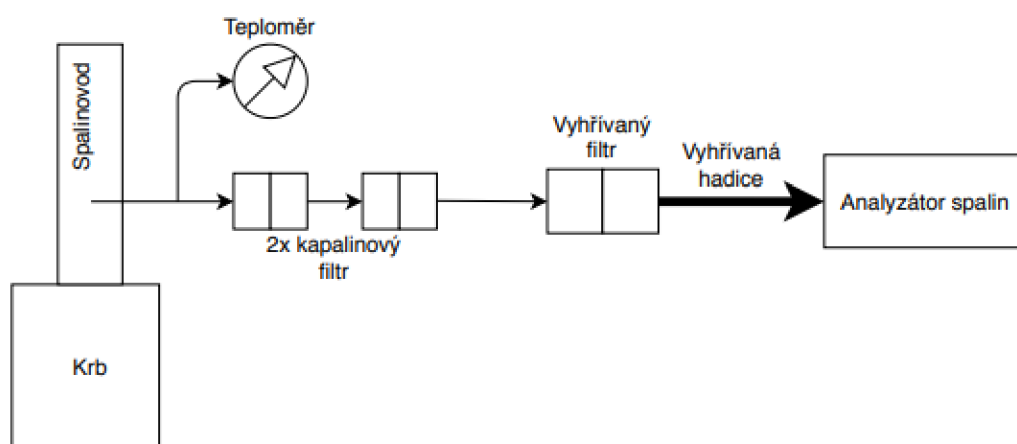 Teploměr
Spalinovod
Vyhřívaný
filtr
Vyhřívaná
hadice
Analyzátor spalin
2x kapalinový
filtr
Krb